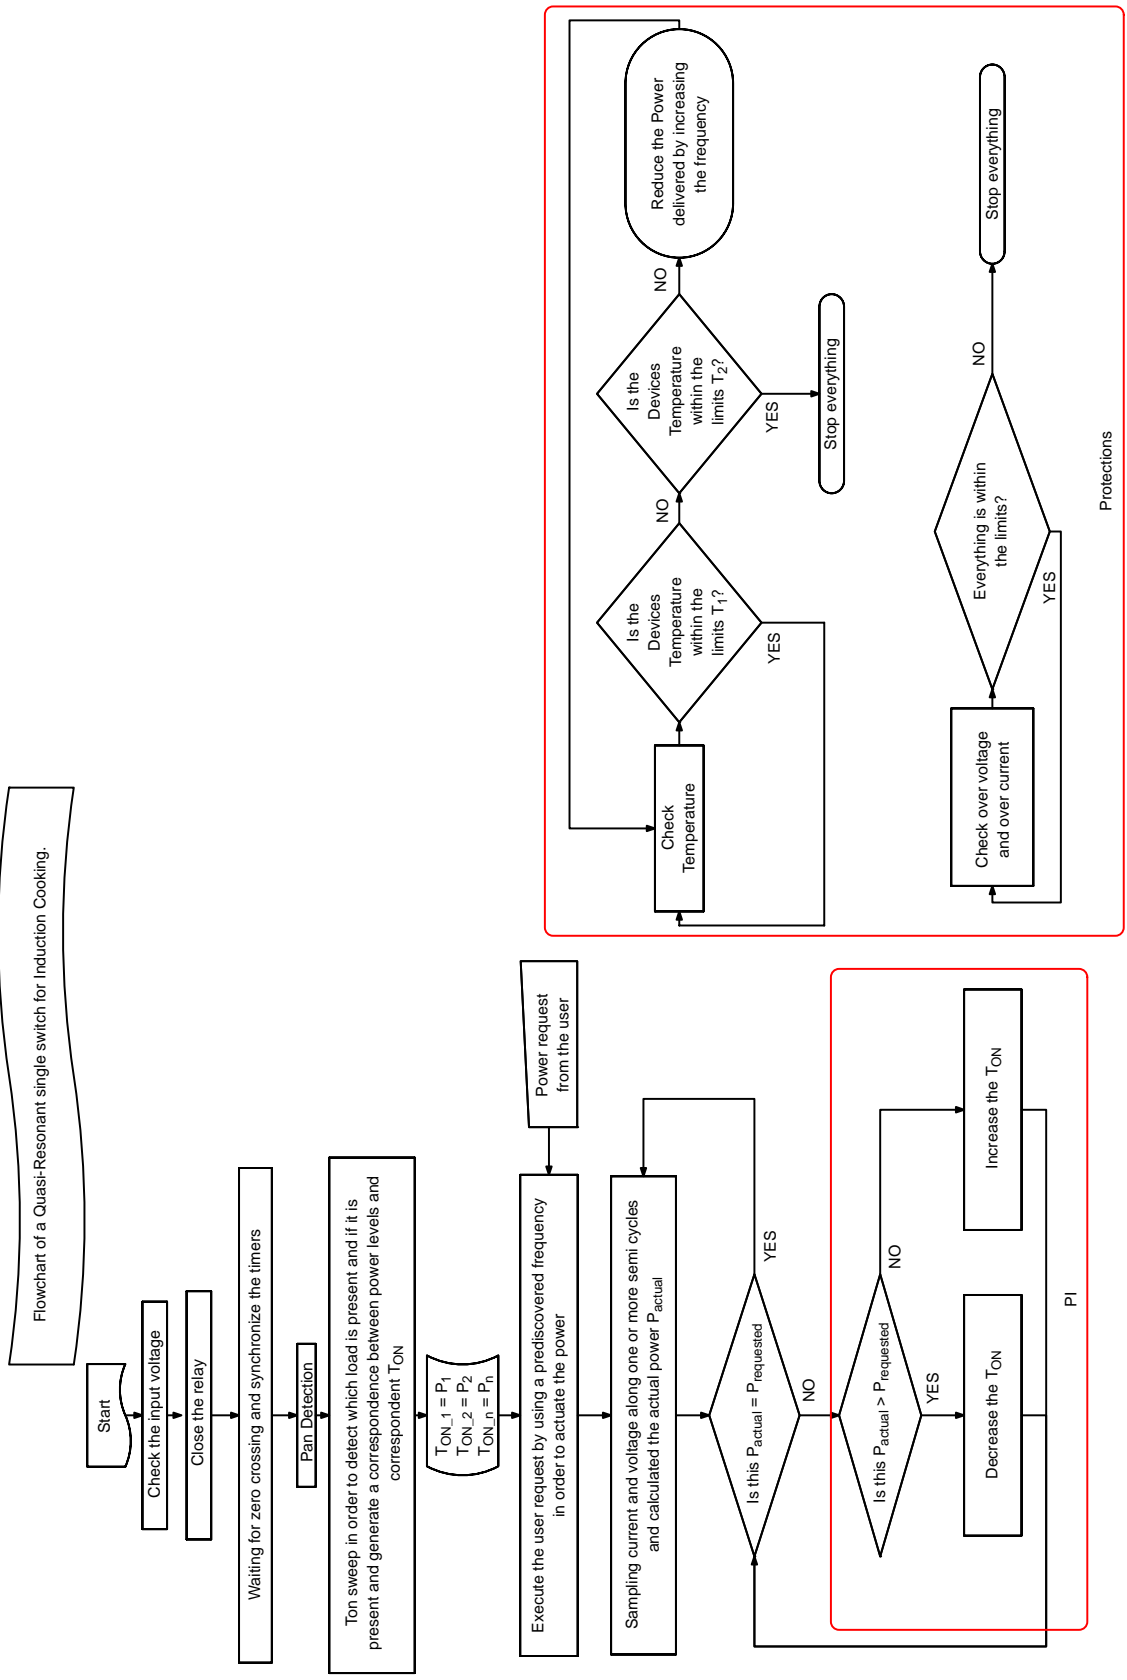 Flowchart of a Quasi-Resonant single switch for Induction Cooking.
Start
Check the input voltage
Close the relay
Waiting for zero crossing and synchronize the timers
Pan Detection
Ton sweep in order to detect which load is present and if it is
present and generate a correspondence between power levels and
correspondent TON
TON_1 = P1
TON_2 = P2
TON_n = Pn
Power request
from the user
Execute the user request by using a prediscovered frequency
in order to actuate the power
Sampling current and voltage along one or more semi cycles
and calculated the actual power Pactual
Is this Pactual = Prequested
YES
NO
Is this Pactual > Prequested
NO
YES
Decrease the TON
Increase the TON
PI
Check
Temperature
Is the
Devices
Temperature
within the
limits T1?
YES
NO
Is the
Devices
Temperature
within the
limits T2?
YES
NO
Reduce the Power
delivered by increasing
the frequency
Stop everything
Check over voltage
and over current
Everything is within
the limits?
YES
NO
Stop everything
Protections